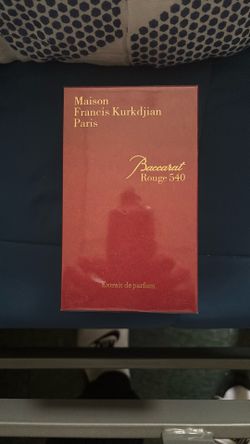 Maison
Francis Kurkdjian
Paris
Baccarat
Rouge 540
Extrait de parfum